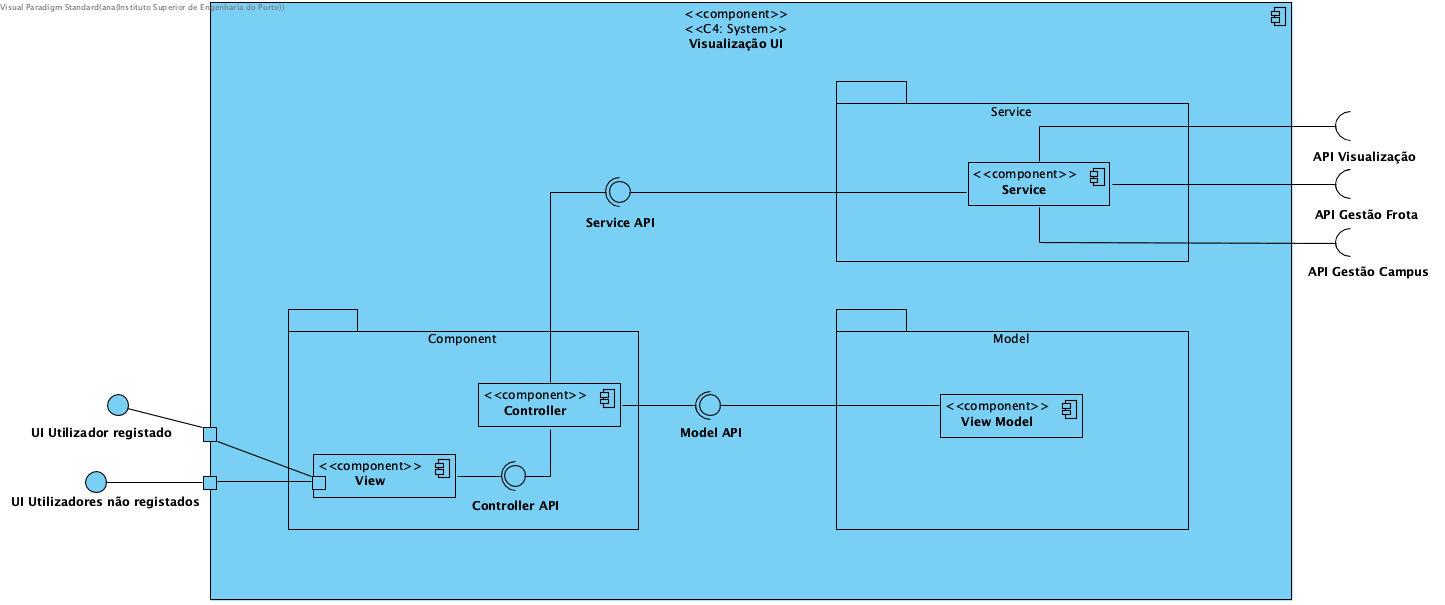 Visual Paradigm Standard(ana(Instituto Superior de Engenharia do Porto))
<<component>>
<<C4: System>>
Visualização UI
Service
<<component>>
Service
API Visualização
API Gestão Frota
API Gestão Campus
Service API
Component
<<component>>
Controller
Model API
Model
<<component>>
View Model
UI Utilizador registado
<<component>>
View
Controller API
UI Utilizadores não registados